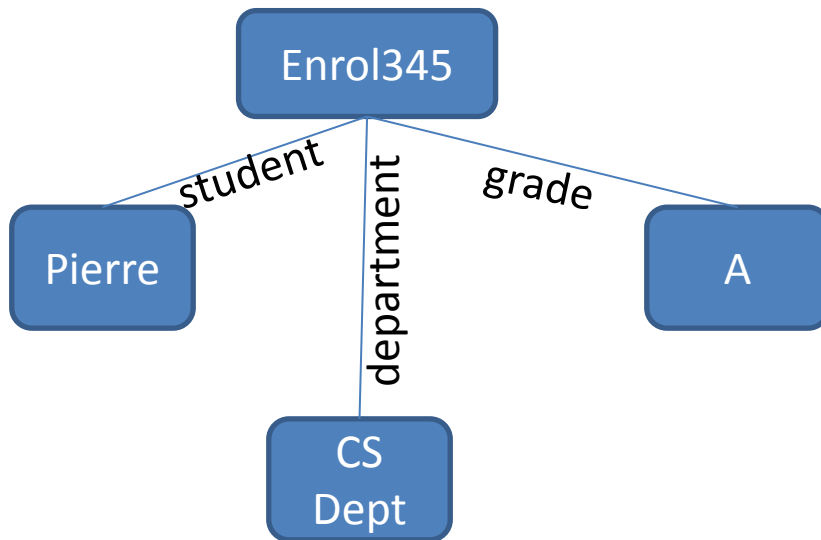 Enrol345
student
department
grade
Pierre
A
CS
Dept